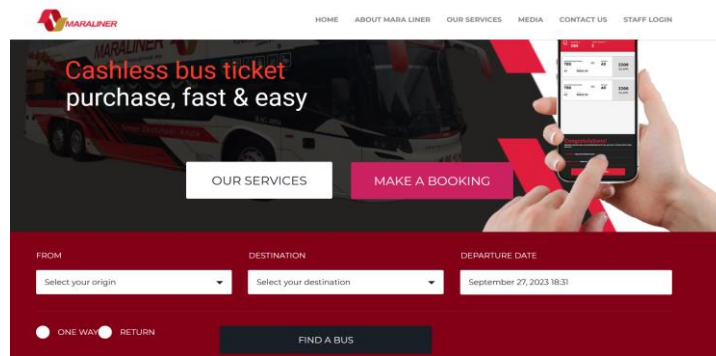 MARALINER
HOME ABOUT MARA LINER OUR SERVICES MEDIA CONTACT US STAFF LOGIN
MARALINER
Cashless bus ticket
purchase, fast & easy
OUR SERVICES MAKE A BOOKING
FROM DESTINATION DEPARTURE DATE
Select your origin Select your destination September 27, 2023 18:31
ONE WAY RETURN FIND A BUS